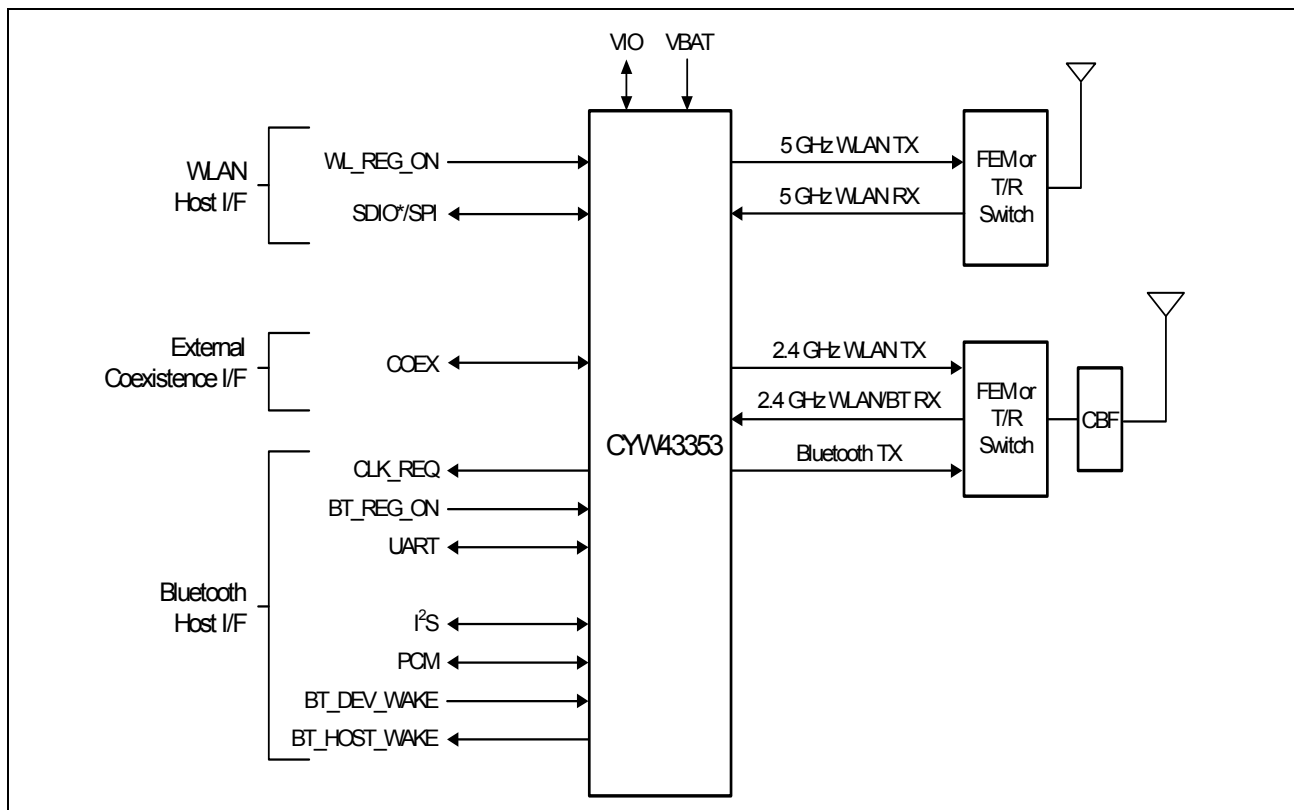 VIO VBAT
WLAN
Host I/F
WL_REG_ON
SDIO*/SPI
External
Coexistence I/F
COEX
Bluetooth
Host I/F
CLK_REQ
BT_REG_ON
UART
I²S
PCM
BT_DEV_WAKE
BT_HOST_WAKE
CYW43353
5 GHz WLAN TX
5 GHz WLAN RX
FEM or
T/R
Switch
2.4 GHz WLAN TX
2.4 GHz WLAN/BT RX
Bluetooth TX
FEM or
T/R
Switch
CBF